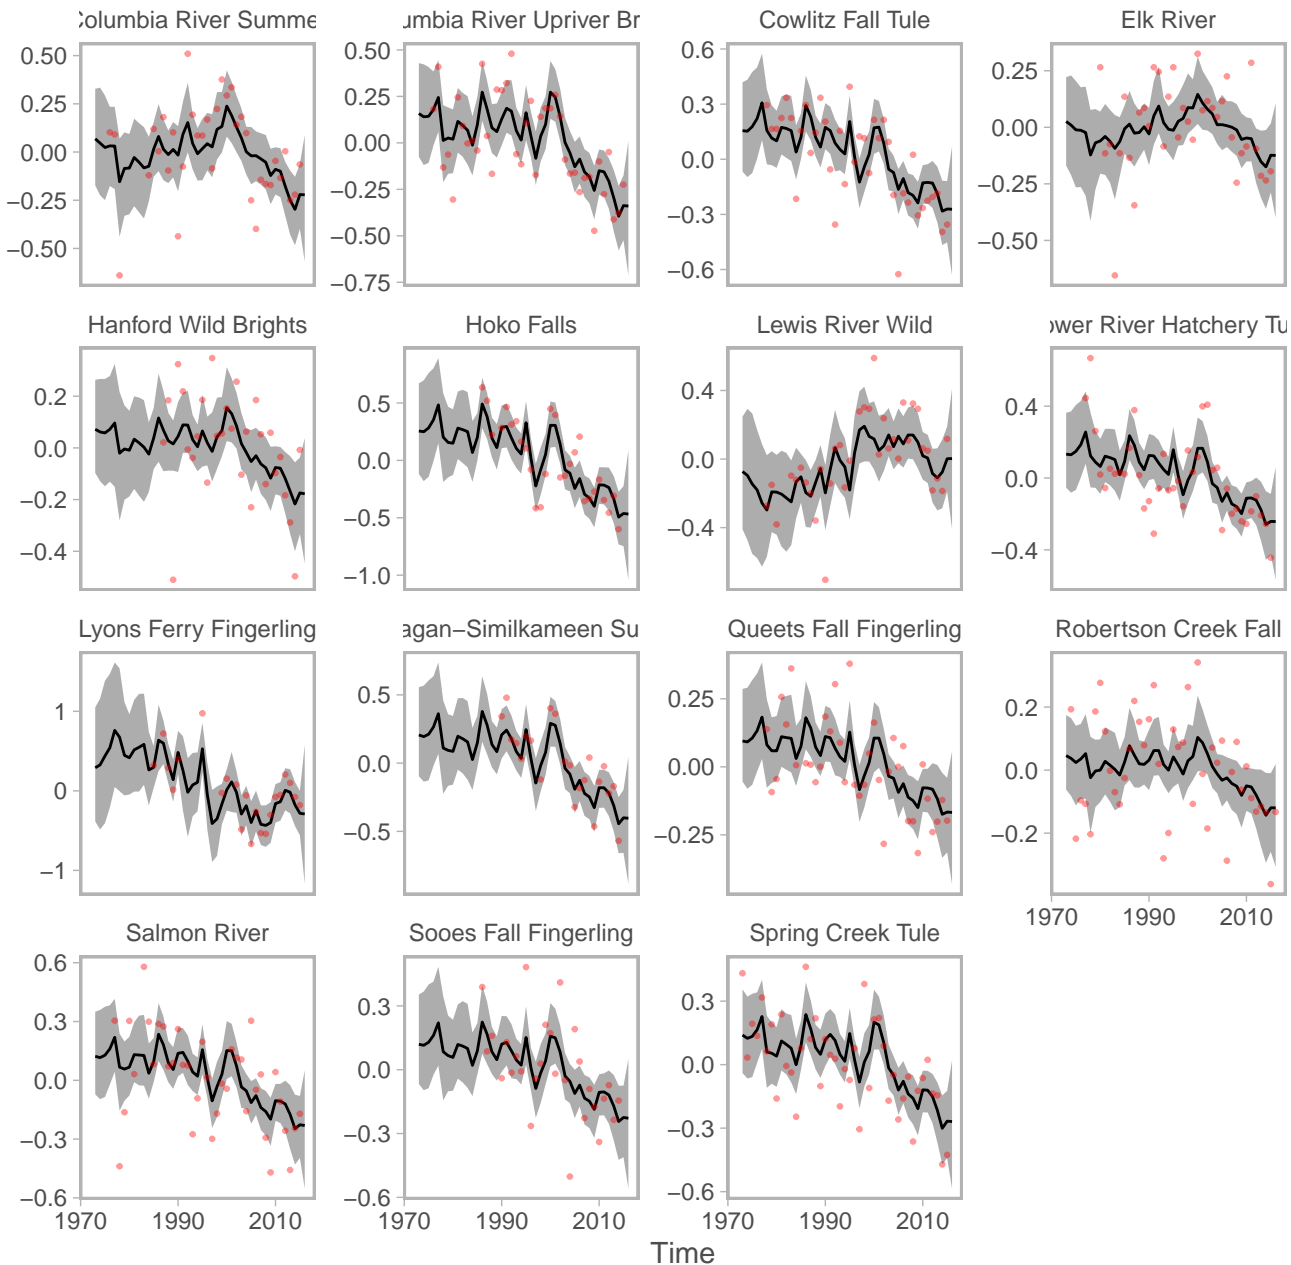 Columbia River Summe
umbia River Upriver Br
Cowlitz Fall Tule
Elk River
0.50
0.25
0.00
−0.25
−0.50
0.50
0.25
0.00
−0.25
−0.50
−0.75
0.6
0.3
0.0
−0.3
−0.6
0.25
0.00
−0.25
−0.50
Hanford Wild Brights
Hoko Falls
Lewis River Wild
ower River Hatchery Tu
0.2
0.0
−0.2
−0.4
0.5
0.0
−0.5
−1.0
0.4
0.0
−0.4
0.4
0.0
−0.4
Lyons Ferry Fingerling
agan−Similkameen Su
Queets Fall Fingerling
Robertson Creek Fall
1
0
−1
0.5
0.0
−0.5
0.25
0.00
−0.25
0.2
0.0
−0.2
1970 1990 2010
Salmon River
Sooes Fall Fingerling
Spring Creek Tule
0.6
0.3
0.0
−0.3
−0.6
0.3
0.0
−0.3
−0.6
0.3
0.0
−0.3
−0.6
1970 1990 2010
1970 1990 2010
1970 1990 2010
Time